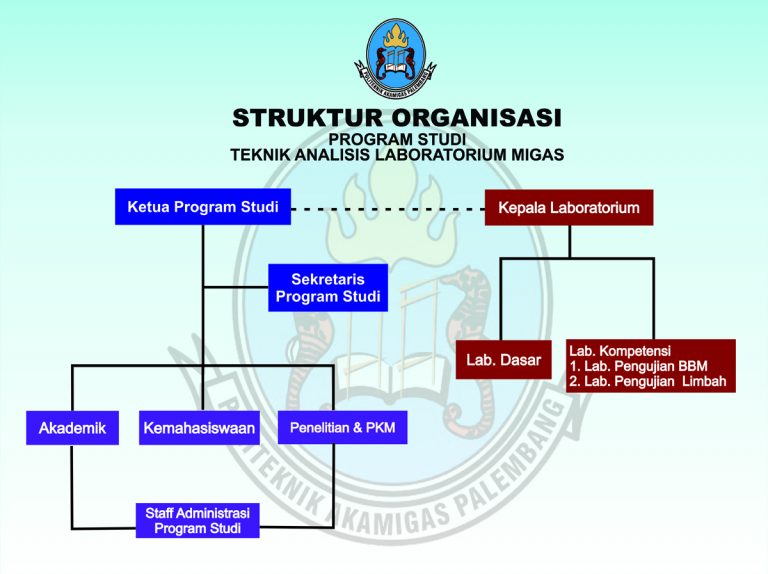 POLITEKNIK AKAMIGAS PALEMBANG
STRUKTUR ORGANISASI
PROGRAM STUDI
TEKNIK ANALISIS LABORATORIUM MIGAS
Ketua Program Studi
Kepala Laboratorium
Sekretaris
Program Studi
Lab. Dasar
Lab. Kompetensi
1. Lab. Pengujian BBM
2. Lab. Pengujian Limbah
Akademik
Kemahasiswaan
Penelitian & PKM
Staff Administrasi
Program Studi
POLITEKNIK AKAMIGAS PALEMBANG